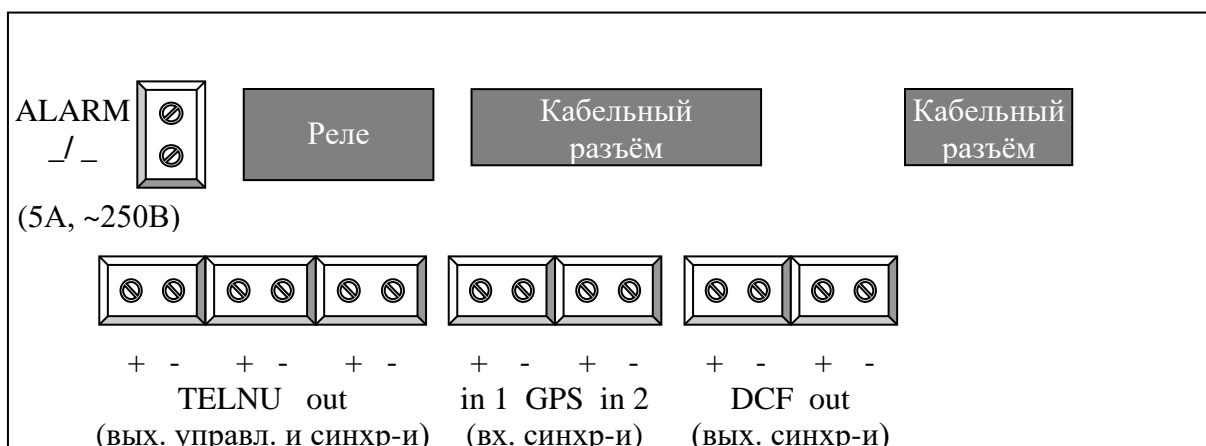 ALARM
_/ _
(5А, ~250В)
Реле
Кабельный
разъём
Кабельный
разъём
+ - + - + - + - + - + - + -
TELNU out in 1 GPS in 2 DCF out
(вых. управл. и синхр-и) (вх. синхр-и) (вых. синхр-и)